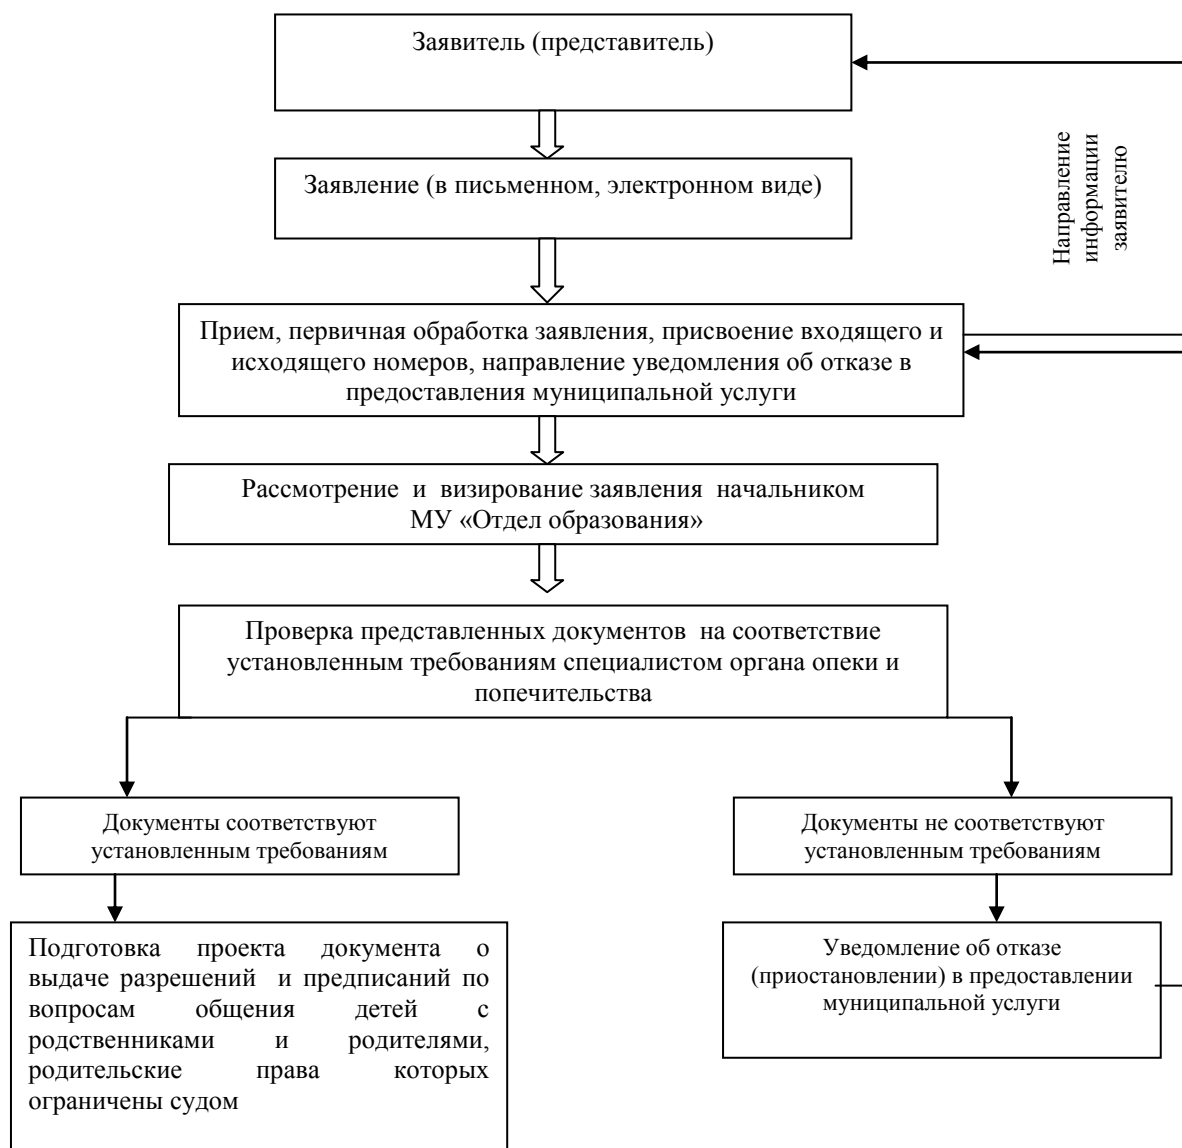 Заявитель (представитель)
Заявление (в письменном, электронном виде)
Направление
информации
заявителю
Прием, первичная обработка заявления, присвоение входящего и
исходящего номеров, направление уведомления об отказе в
предоставления муниципальной услуги
Рассмотрение и визирование заявления начальником
МУ «Отдел образования»
Проверка представленных документов на соответствие
установленным требованиям специалистом органа опеки и
попечительства
Документы соответствуют
установленным требованиям
Документы не соответствуют
установленным требованиям
Подготовка проекта документа о
выдаче разрешений и предписаний по
вопросам общения детей с
родственниками и родителями,
родительские права которых
ограничены судом
Уведомление об отказе
(приостановлении) в предоставлении
муниципальной услуги